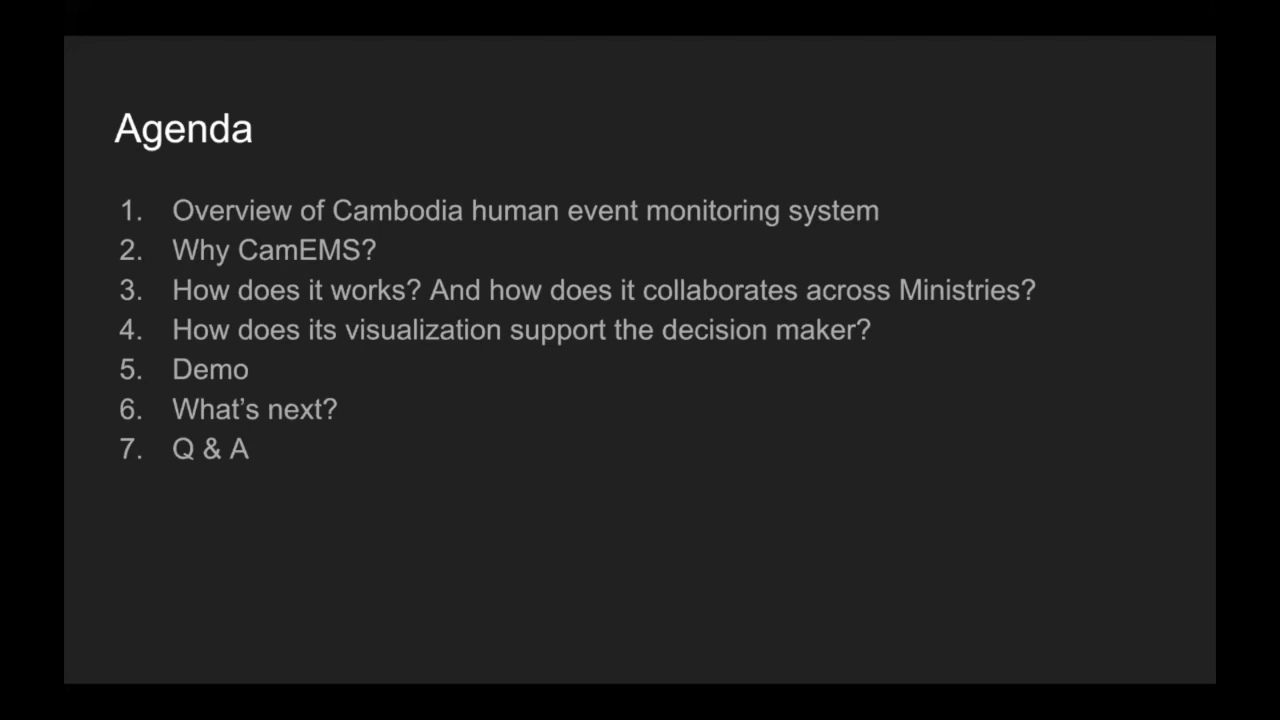 Agenda
1. Overview of Cambodia human event monitoring system
2. Why CamEMS?
3. How does it works? And how does it collaborates across Ministries?
4. How does its visualization support the decision maker?
5. Demo
6. What’s next?
7. Q & A